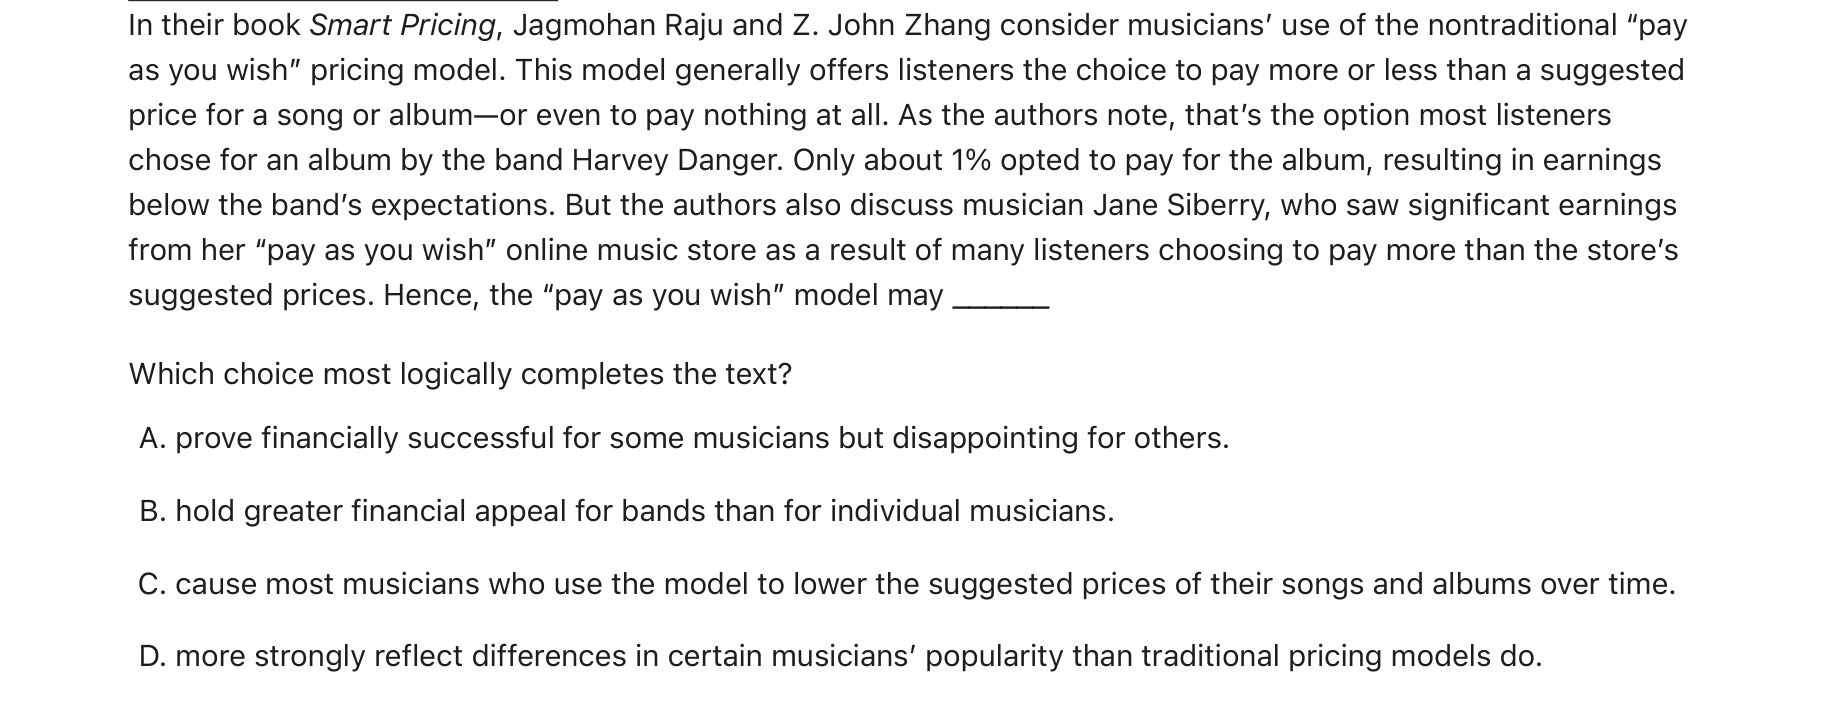 In their book Smart Pricing, Jagmohan Raju and Z. John Zhang consider musicians’ use of the nontraditional “pay
as you wish” pricing model. This model generally offers listeners the choice to pay more or less than a suggested
price for a song or album—or even to pay nothing at all. As the authors note, that’s the option most listeners
chose for an album by the band Harvey Danger. Only about 1% opted to pay for the album, resulting in earnings
below the band’s expectations. But the authors also discuss musician Jane Siberry, who saw significant earnings
from her “pay as you wish” online music store as a result of many listeners choosing to pay more than the store’s
suggested prices. Hence, the “pay as you wish” model may ______
Which choice most logically completes the text?
A. prove financially successful for some musicians but disappointing for others.
B. hold greater financial appeal for bands than for individual musicians.
C. cause most musicians who use the model to lower the suggested prices of their songs and albums over time.
D. more strongly reflect differences in certain musicians’ popularity than traditional pricing models do.